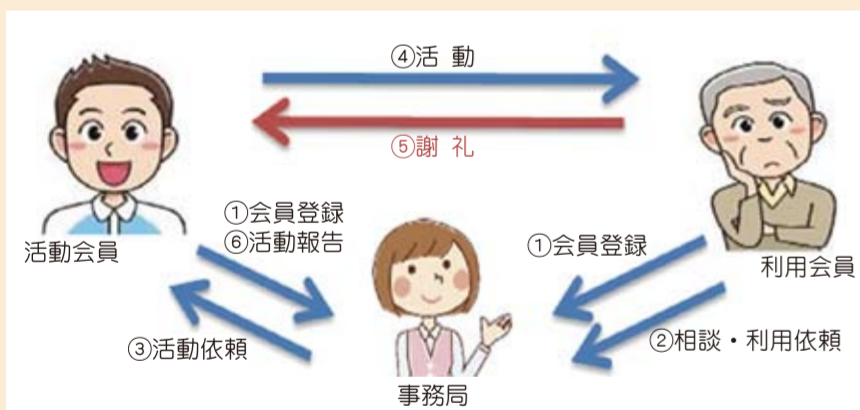 ④活 動
⑤謝 礼
①会員登録
⑥活動報告
活動会員
①会員登録
利用会員
③活動依頼
②相談・利用依頼
事務局